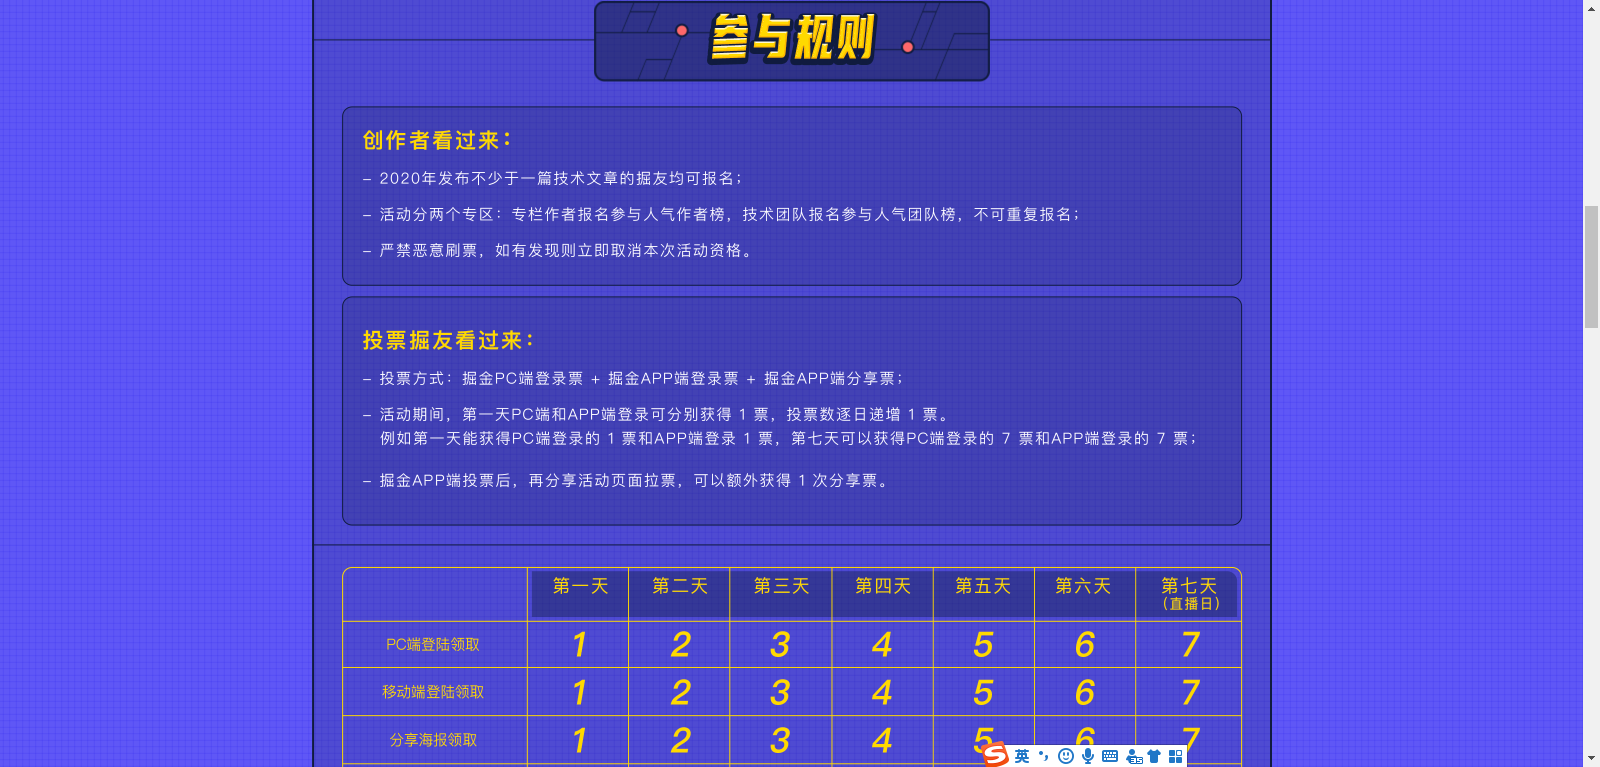 参与规则
创作者看过来：
- 2020年发布不少于一篇技术文章的掘友均可报名；
- 活动分两个专区：专栏作者报名参与人气作者榜，技术团队报名参与人气团队榜，不可重复报名；
- 严禁恶意刷票，如有发现则立即取消本次活动资格。
投票掘友看过来：
- 投票方式：掘金PC端登录票 + 掘金APP端登录票 + 掘金APP端分享票；
- 活动期间，第一天PC端和APP端登录可分别获得 1 票，投票数逐日递增 1 票。
例如第一天能获得PC端登录的 1 票和APP端登录 1 票，第七天可以获得PC端登录的 7 票和APP端登录的 7 票；
- 掘金APP端投票后，再分享活动页面拉票，可以额外获得 1 次分享票。
第一天 第二天 第三天 第四天 第五天 第六天 第七天
（直播日）
PC端登陆领取 1 2 3 4 5 6 7
移动端登陆领取 1 2 3 4 5 6 7
分享海报领取 1 2 3 4 5 6 7
英